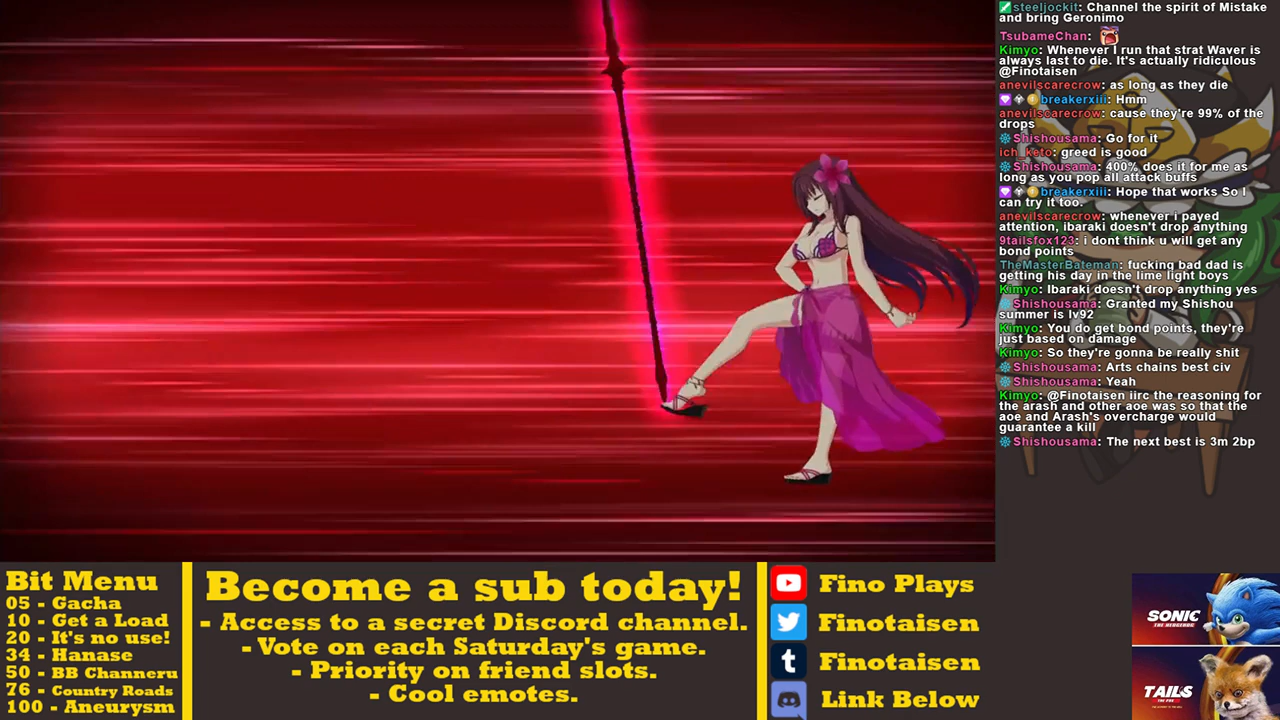 steeljockit: Channel the spirit of Mistake
and bring Geronimo
TsubameChan:
Kimyo: Whenever I run that strat Waver is
always last to die. It's actually ridiculous
@Finotaisen
anevilscarecrow: as long as they die
breakerxiii: Hmm
anevilscarecrow: cause they're 99% of the
drops
Shishousama: Go for it
ich_keto: greed is good
Shishousama: 400% does it for me as
long as you pop all attack buffs
breakerxiii: Hope that works So I
can try it too.
anevilscarecrow: whenever i payed
attention, ibaraki doesn't drop anything
9tailsfox123: i dont think u will get any
bond points
TheMasterBateman: fucking bad dad is
getting his day in the lime light boys
Kimyo: Ibaraki doesn't drop anything yes
Shishousama: Granted my Shishou
summer is lv92
Kimyo: You do get bond points, they're
just based on damage
Kimyo: So they're gonna be really shit
Shishousama: Arts chains best civ
Shishousama: Yeah
Kimyo: @Finotaisen iirc the reasoning for
the arash and other aoe was so that the
aoe and Arash's overcharge would
guarantee a kill
Shishousama: The next best is 3m 2bp
Bit Menu
05 - Gacha
10 - Get a Load
20 - It's no use!
34 - Hanase
50 - BB Channeru
76 - Country Roads
100 - Aneurysm
Become a sub today!
- Access to a secret Discord channel.
- Vote on each Saturday's game.
- Priority on friend slots.
- Cool emotes.
Fino Plays
Finotaisen
Finotaisen
Link Below
SONIC
THE HEDGEHOG
TAILS